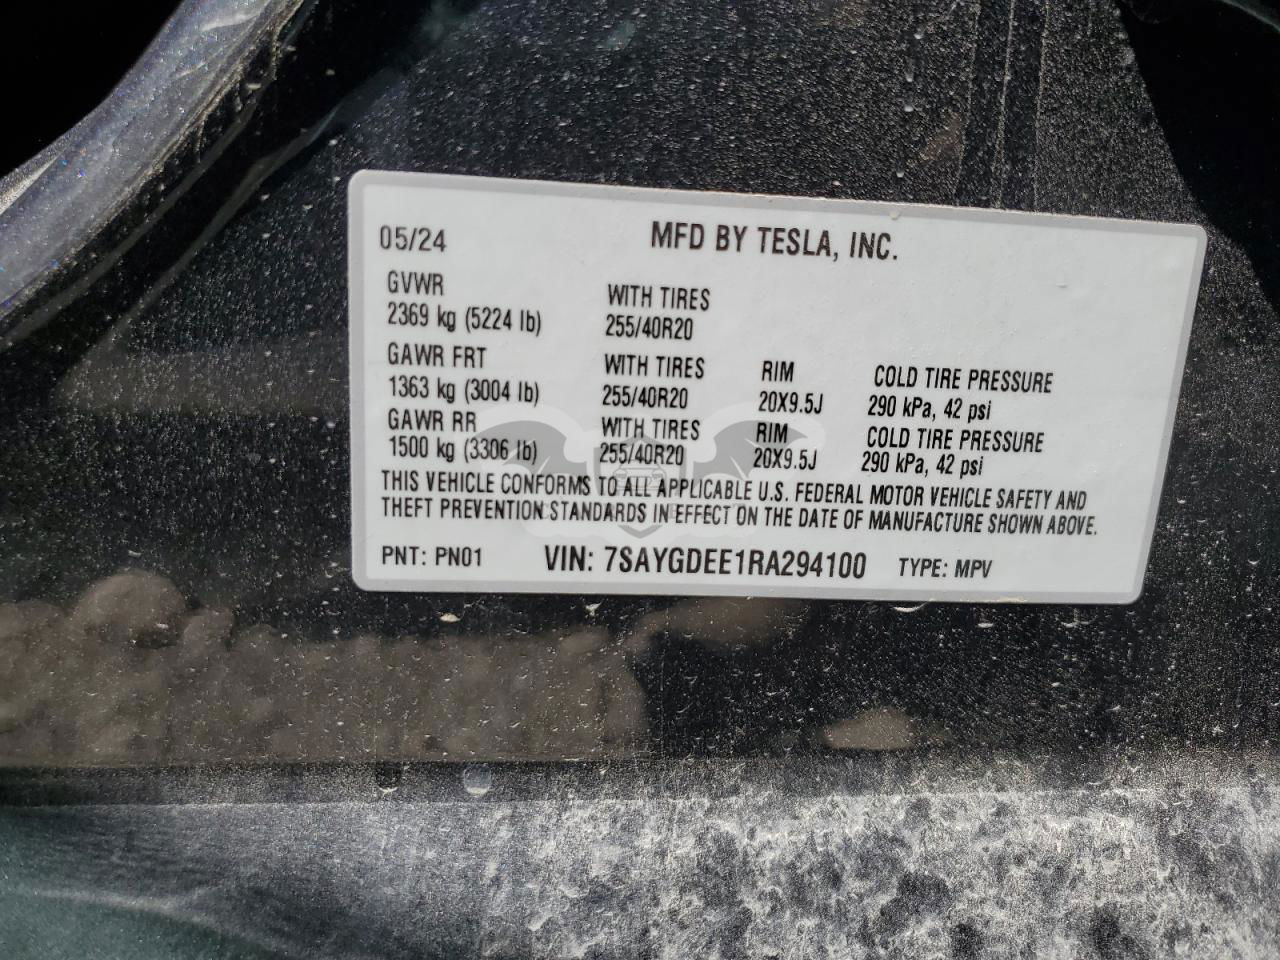 05/24 MFD BY TESLA, INC.
GVWR WITH TIRES
2369 kg (5224 lb) 255/40R20
GAWR FRT WITH TIRES RIM COLD TIRE PRESSURE
1363 kg (3004 lb) 255/40R20 20X9.5J 290 kPa, 42 psi
GAWR RR WITH TIRES RIM COLD TIRE PRESSURE
1500 kg (3306 lb) 255/40R20 20X9.5J 290 kPa, 42 psi
THIS VEHICLE CONFORMS TO ALL APPLICABLE U.S. FEDERAL MOTOR VEHICLE SAFETY AND
THEFT PREVENTION STANDARDS IN EFFECT ON THE DATE OF MANUFACTURE SHOWN ABOVE.
PNT: PN01 VIN: 7SAYGDEE1RA294100 TYPE: MPV